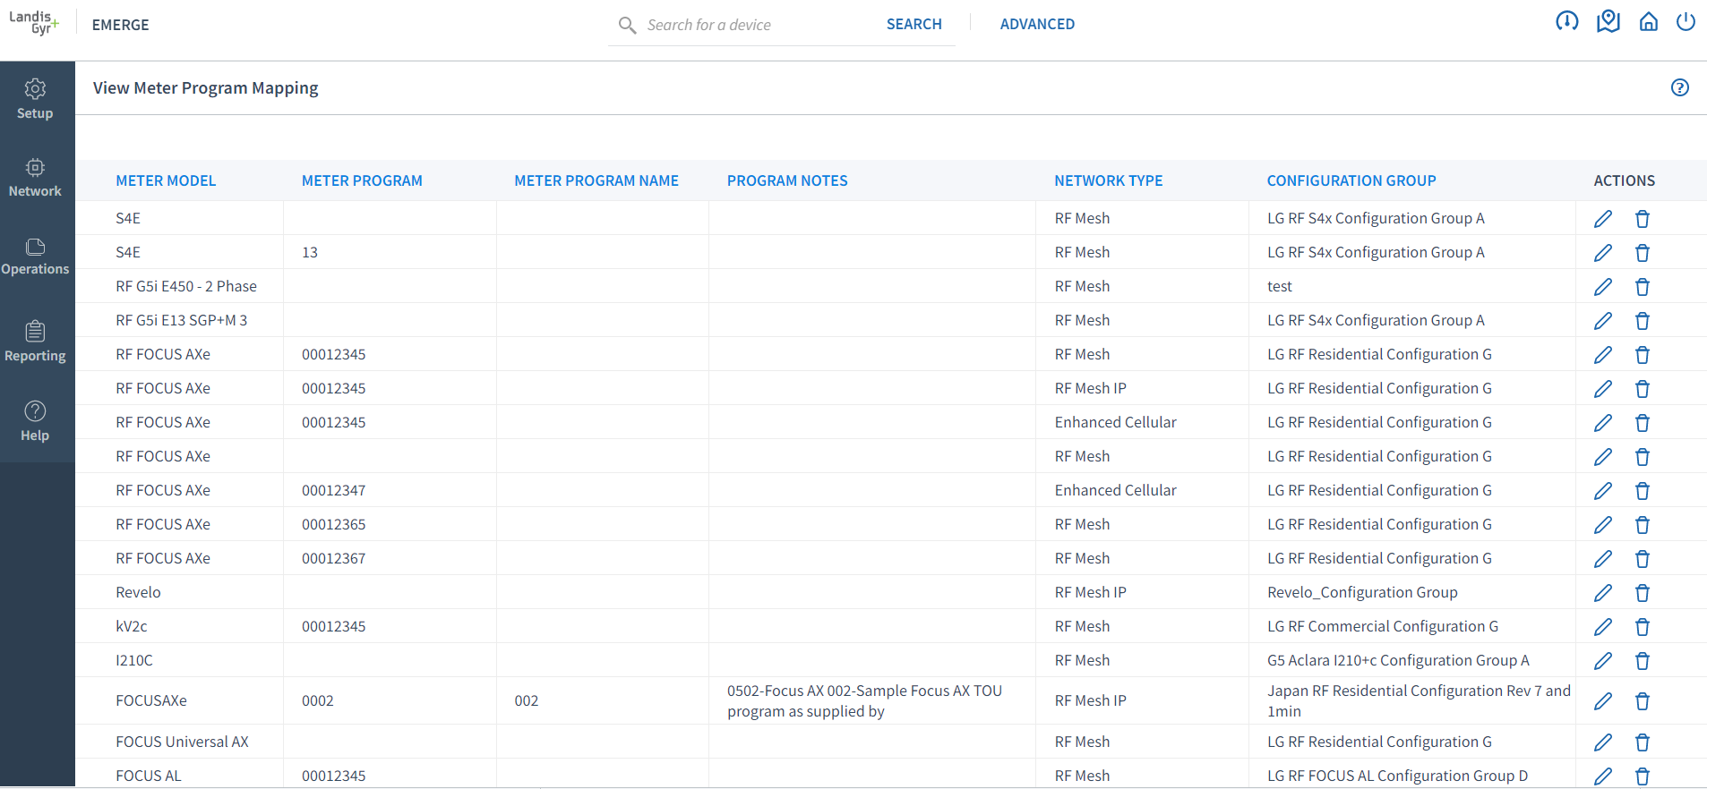 Landis+
Gyr
EMERGE
Search for a device
SEARCH
ADVANCED
Setup
Network
Operations
Reporting
Help
View Meter Program Mapping
METER MODEL METER PROGRAM METER PROGRAM NAME PROGRAM NOTES NETWORK TYPE CONFIGURATION GROUP ACTIONS
S4E RF Mesh LG RF S4x Configuration Group A
S4E 13 RF Mesh LG RF S4x Configuration Group A
RF G5i E450 - 2 Phase RF Mesh test
RF G5i E13 SGP+M 3 RF Mesh LG RF S4x Configuration Group A
RF FOCUS AXe 00012345 RF Mesh LG RF Residential Configuration G
RF FOCUS AXe 00012345 RF Mesh IP LG RF Residential Configuration G
RF FOCUS AXe 00012345 Enhanced Cellular LG RF Residential Configuration G
RF FOCUS AXe RF Mesh LG RF Residential Configuration G
RF FOCUS AXe 00012347 Enhanced Cellular LG RF Residential Configuration G
RF FOCUS AXe 00012365 RF Mesh LG RF Residential Configuration G
RF FOCUS AXe 00012367 RF Mesh LG RF Residential Configuration G
Revelo RF Mesh IP Revelo_Configuration Group
kV2c 00012345 RF Mesh LG RF Commercial Configuration G
I210C RF Mesh G5 Aclara I210+c Configuration Group A
FOCUSAXe 0002 002 0502-Focus AX 002-Sample Focus AX TOU
program as supplied by RF Mesh IP Japan RF Residential Configuration Rev 7 and
1min
FOCUS Universal AX RF Mesh LG RF Residential Configuration G
FOCUS AL 00012345 RF Mesh LG RF FOCUS AL Configuration Group D